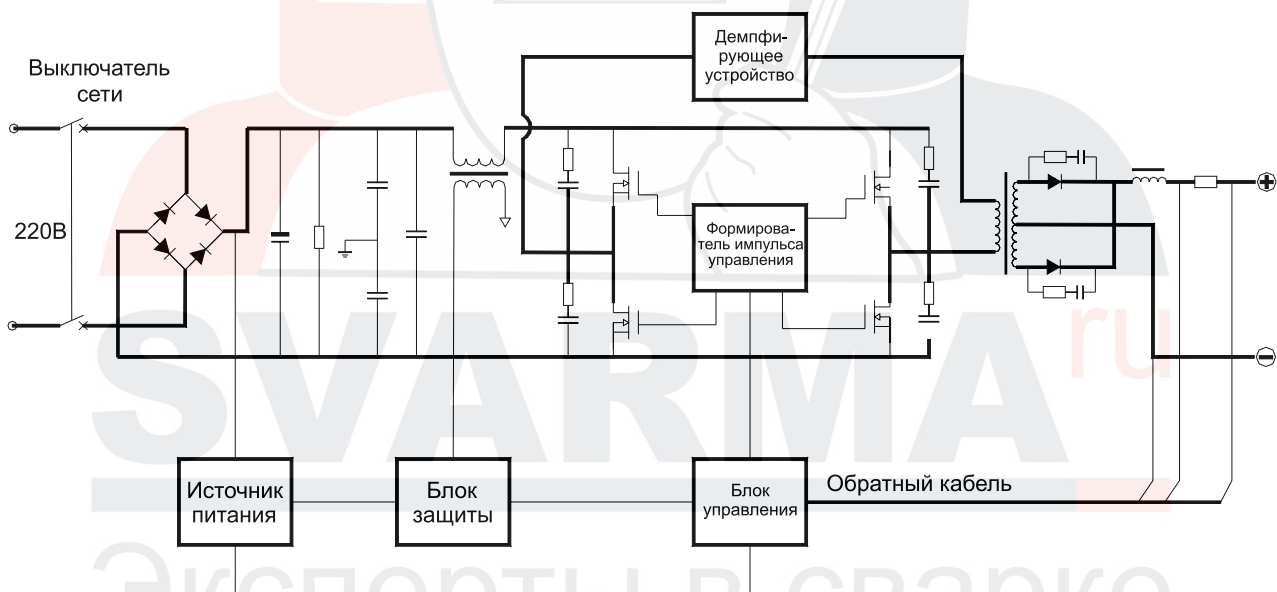 Демпфи-
рующее
устройство
Выключатель
сети
220В
Формирова-
тель импульса
управления
Источник
питания
Блок
защиты
Блок
управления
Обратный кабель
SVARMA
ru
Эксперты в сварке